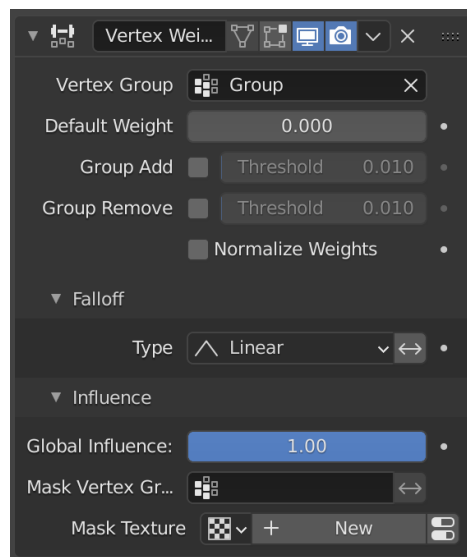 Vertex Wei...
Vertex Group Group
Default Weight 0.000
Group Add Threshold 0.010
Group Remove Threshold 0.010
Normalize Weights
Falloff
Type Linear
Influence
Global Influence: 1.00
Mask Vertex Gr...
Mask Texture New